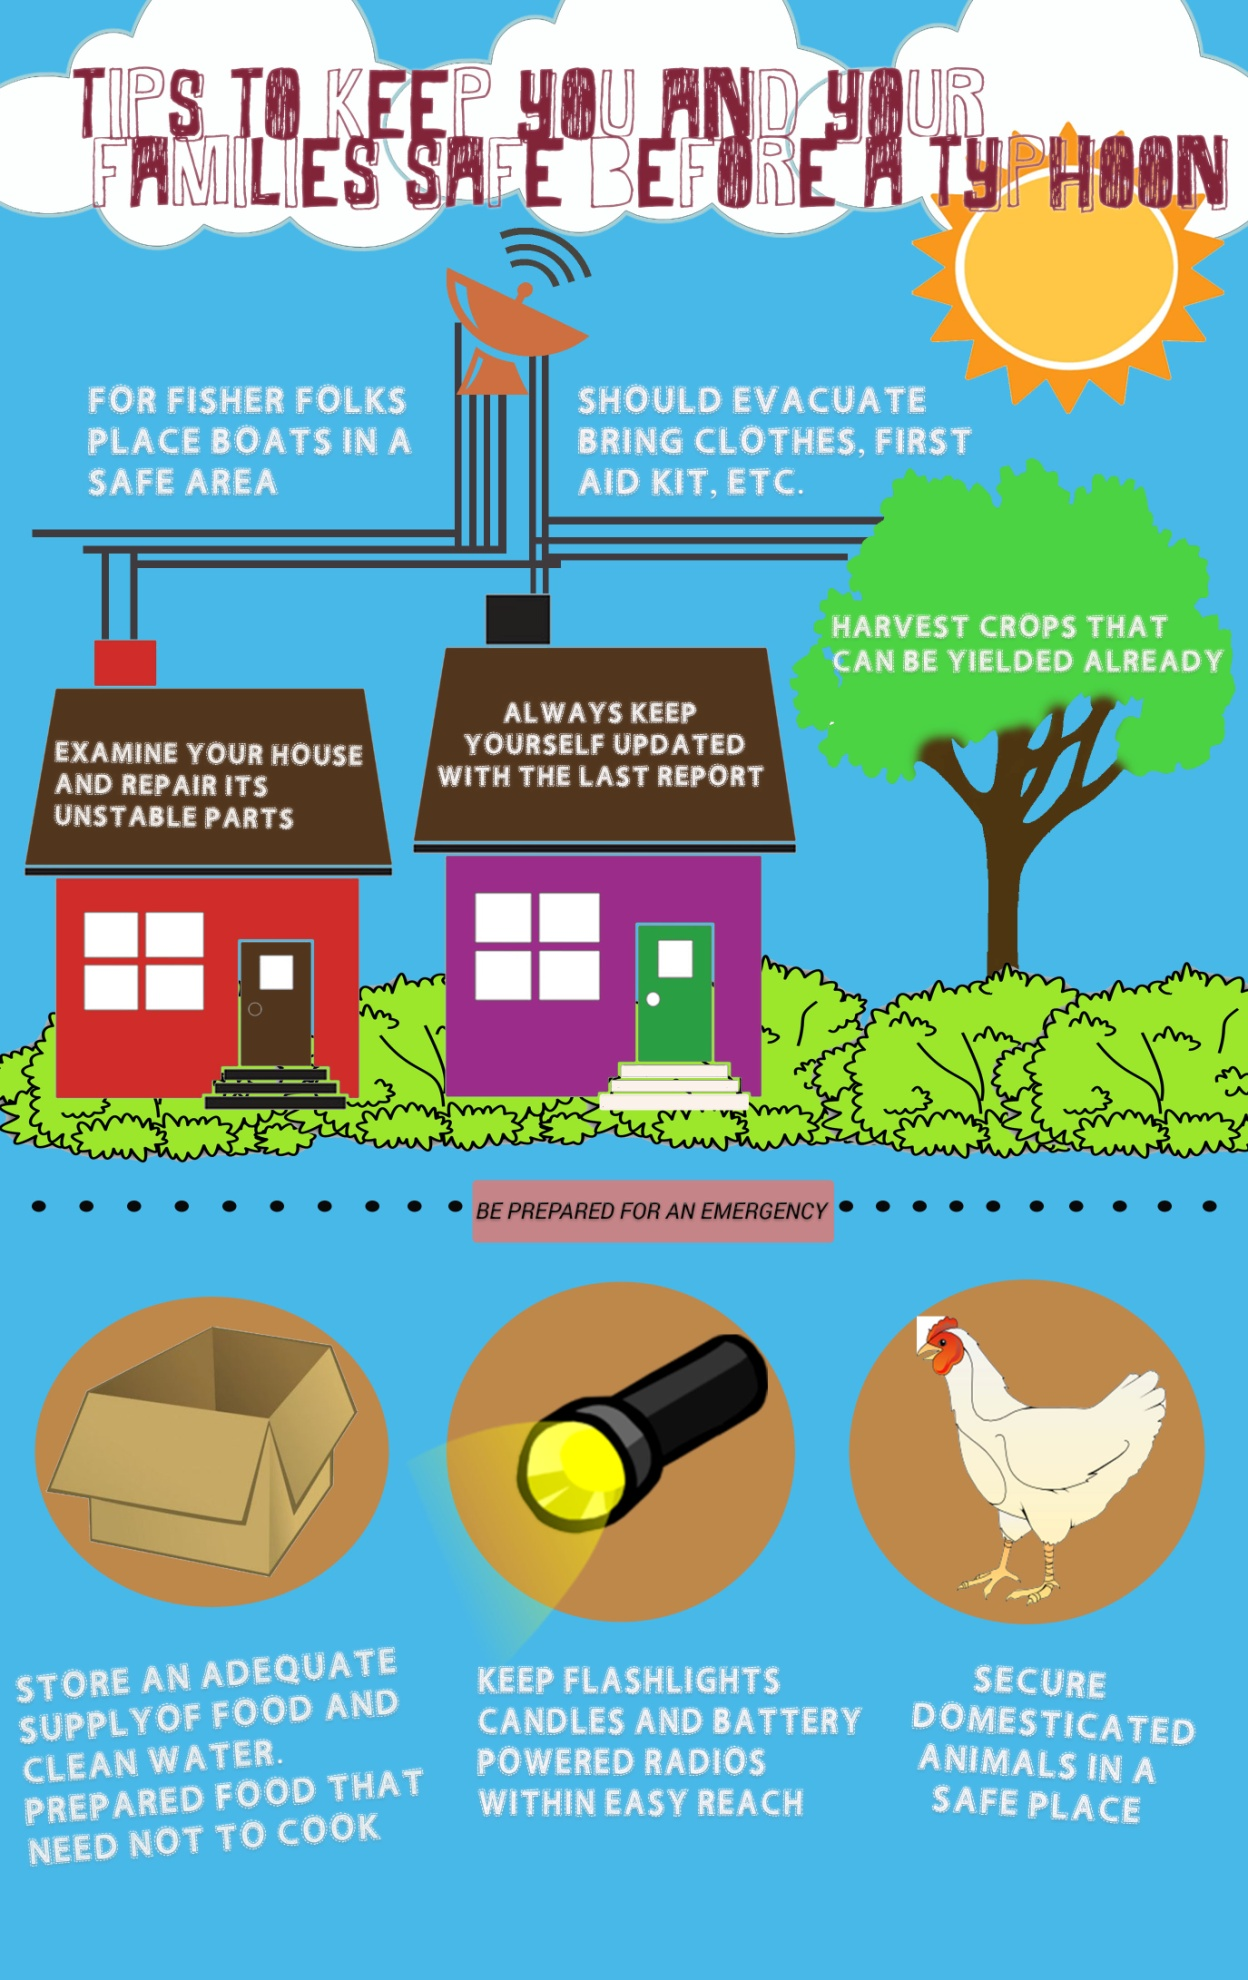 TIPS TO KEEP YOU AND YOUR
FAMILIES SAFE BEFORE A TYPHOON
FOR FISHER FOLKS
PLACE BOATS IN A
SAFE AREA
SHOULD EVACUATE
BRING CLOTHES, FIRST
AID KIT, ETC.
HARVEST CROPS THAT
CAN BE YIELDED ALREADY
ALWAYS KEEP
YOURSELF UPDATED
WITH THE LAST REPORT
EXAMINE YOUR HOUSE
AND REPAIR ITS
UNSTABLE PARTS
BE PREPARED FOR AN EMERGENCY
STORE AN ADEQUATE
SUPPLYOF FOOD AND
CLEAN WATER.
PREPARED FOOD THAT
NEED NOT TO COOK
KEEP FLASHLIGHTS
CANDLES AND BATTERY
POWERED RADIOS
WITHIN EASY REACH
SECURE
DOMESTICATED
ANIMALS IN A
SAFE PLACE